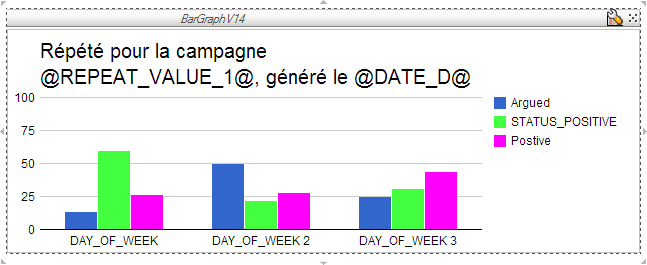 BarGraphV14
Répété pour la campagne
@REPEAT_VALUE_1@, généré le @DATE_D@
100
75
50
25
0
DAY_OF_WEEK
DAY_OF_WEEK 2
DAY_OF_WEEK 3
Argued
STATUS_POSITIVE
Postive